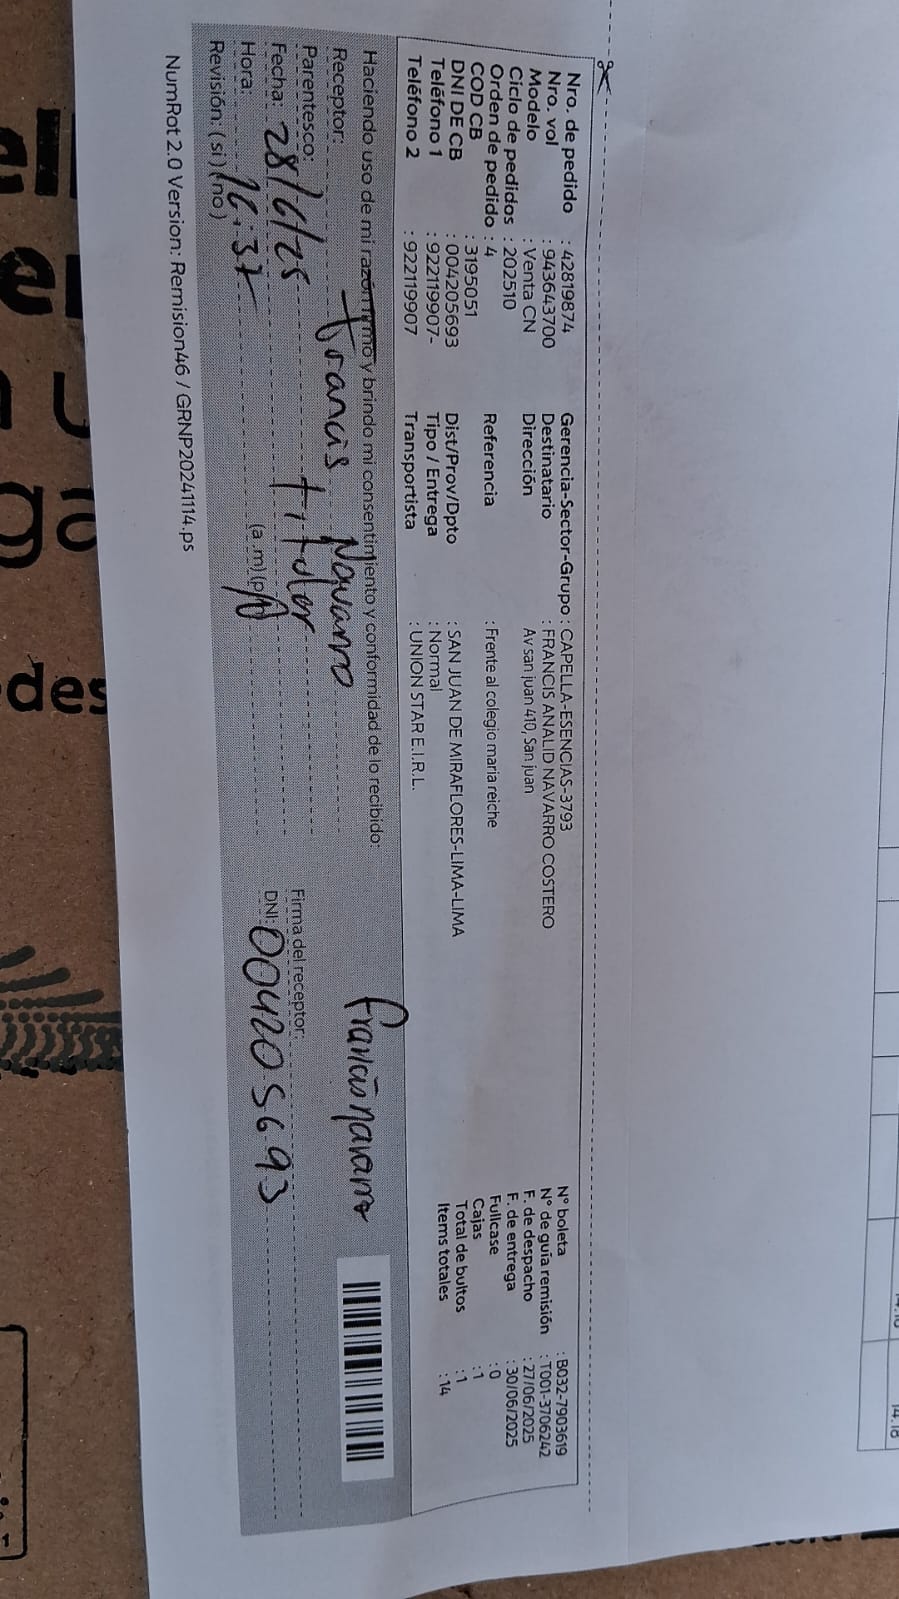 Nro. de pedido : 42819874 Gerencia-Sector-Grupo : CAPELLA-ESENCIAS-3793 N° boleta : B032-7903619
Nro. vol : 943643700 Destinatario : FRANCIS ANALID NAVARRO COSTERO N° de guía remisión : T001-3706242
Modelo : Venta CN Dirección Av san juan 410, San juan F. de despacho : 27/06/2025
Ciclo de pedidos : 202510 F. de entrega : 30/06/2025
Orden de pedido : 4 Referencia : Frente al colegio maria reiche Fullcase : 0
COD CB : 3195051 Cajas : 1
DNI DE CB : 004205693 Dist/Prov/Dpto : SAN JUAN DE MIRAFLORES-LIMA-LIMA Total de bultos : 1
Teléfono 1 : 922119907- Tipo / Entrega : Normal Items totales : 14
Teléfono 2 : 922119907 Transportista : UNION STAR E.I.R.L.
Haciendo uso de mi razón firmo y brindo mi consentimiento y conformidad de lo recibido:
Receptor: Francis Navarro Francis navarro
Parentesco: titular Firma del receptor:
Fecha: 28/6/25 DNI: 004205693
Hora: 16:37 (a .m) (p
Revisión: ( si ) ( no )
NumRot 2.0 Version: Remision46 / GRNP20241114.ps
14.18
des